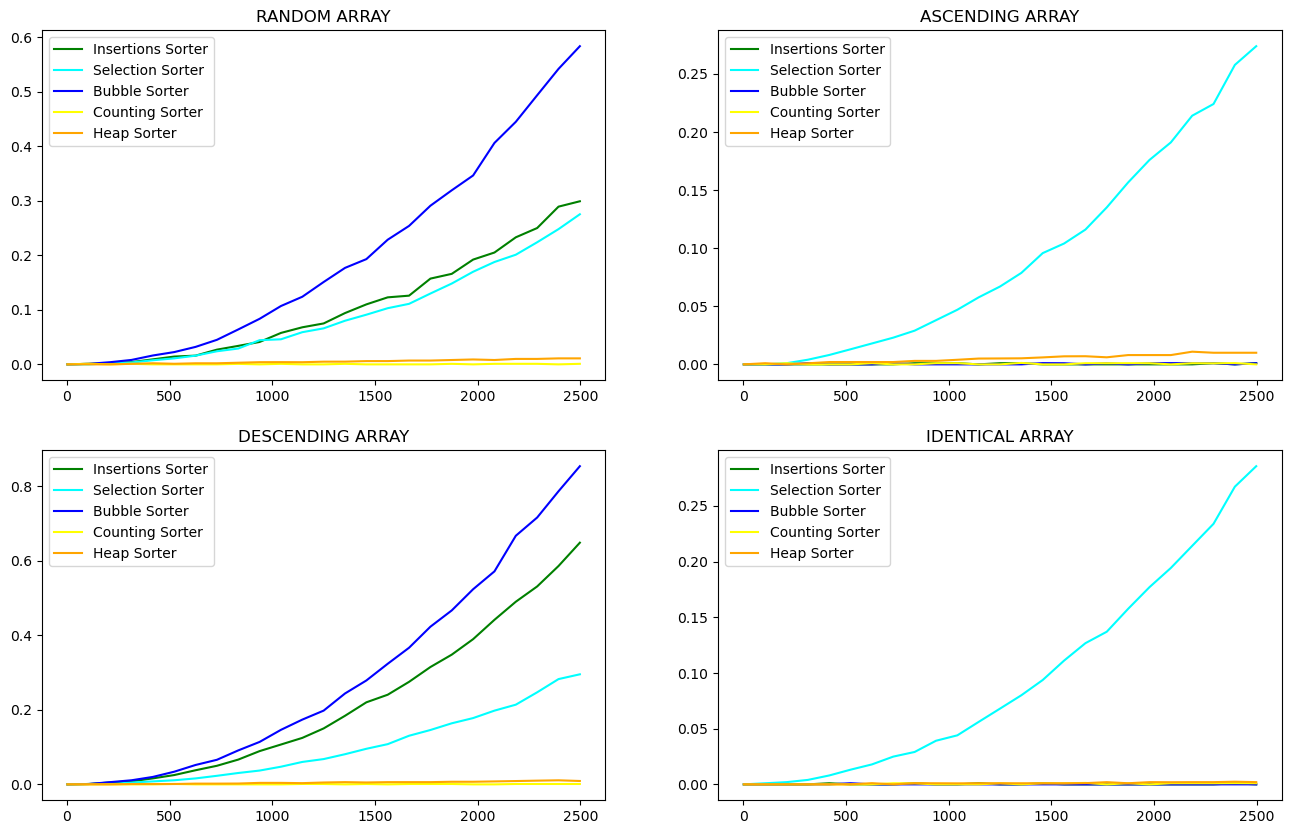 RANDOM ARRAY
0.6
0.5
0.4
0.3
0.2
0.1
0.0
Insertions Sorter
Selection Sorter
Bubble Sorter
Counting Sorter
Heap Sorter
0 500 1000 1500 2000 2500
ASCENDING ARRAY
0.25
0.20
0.15
0.10
0.05
0.00
Insertions Sorter
Selection Sorter
Bubble Sorter
Counting Sorter
Heap Sorter
0 500 1000 1500 2000 2500
DESCENDING ARRAY
0.8
0.6
0.4
0.2
0.0
Insertions Sorter
Selection Sorter
Bubble Sorter
Counting Sorter
Heap Sorter
0 500 1000 1500 2000 2500
IDENTICAL ARRAY
0.25
0.20
0.15
0.10
0.05
0.00
Insertions Sorter
Selection Sorter
Bubble Sorter
Counting Sorter
Heap Sorter
0 500 1000 1500 2000 2500